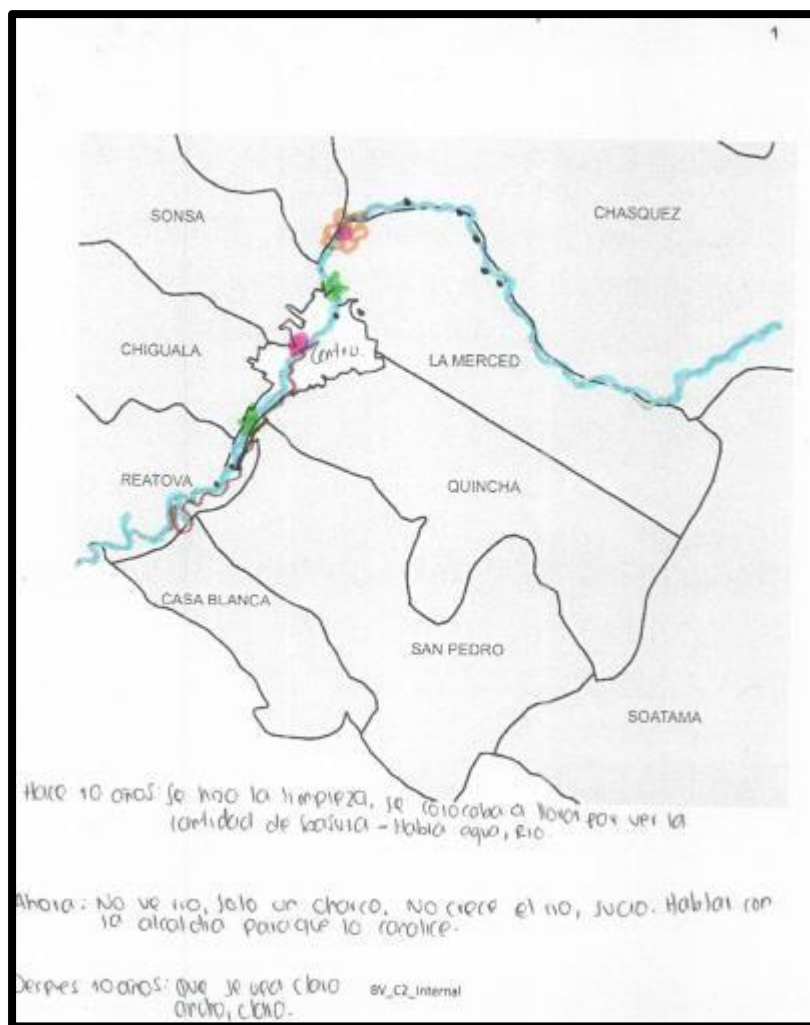 1
SONSA
CHASQUEZ
CHIGUALA
Centro
LA MERCED
REATOVA
QUINCHA
CASA BLANCA
SAN PEDRO
SOATAMA
Hace 10 años: se hizo la limpieza, se a por ver la
cantidad de basura - Había agua, Rio.
Ahora: No ve rio, solo un charco, No crece el rio, sucio. Hablar con
la alcaldia para que lo canalice.
Despues 10 años: Que se vea claro
ancho, claro.
BV_C2_Internal